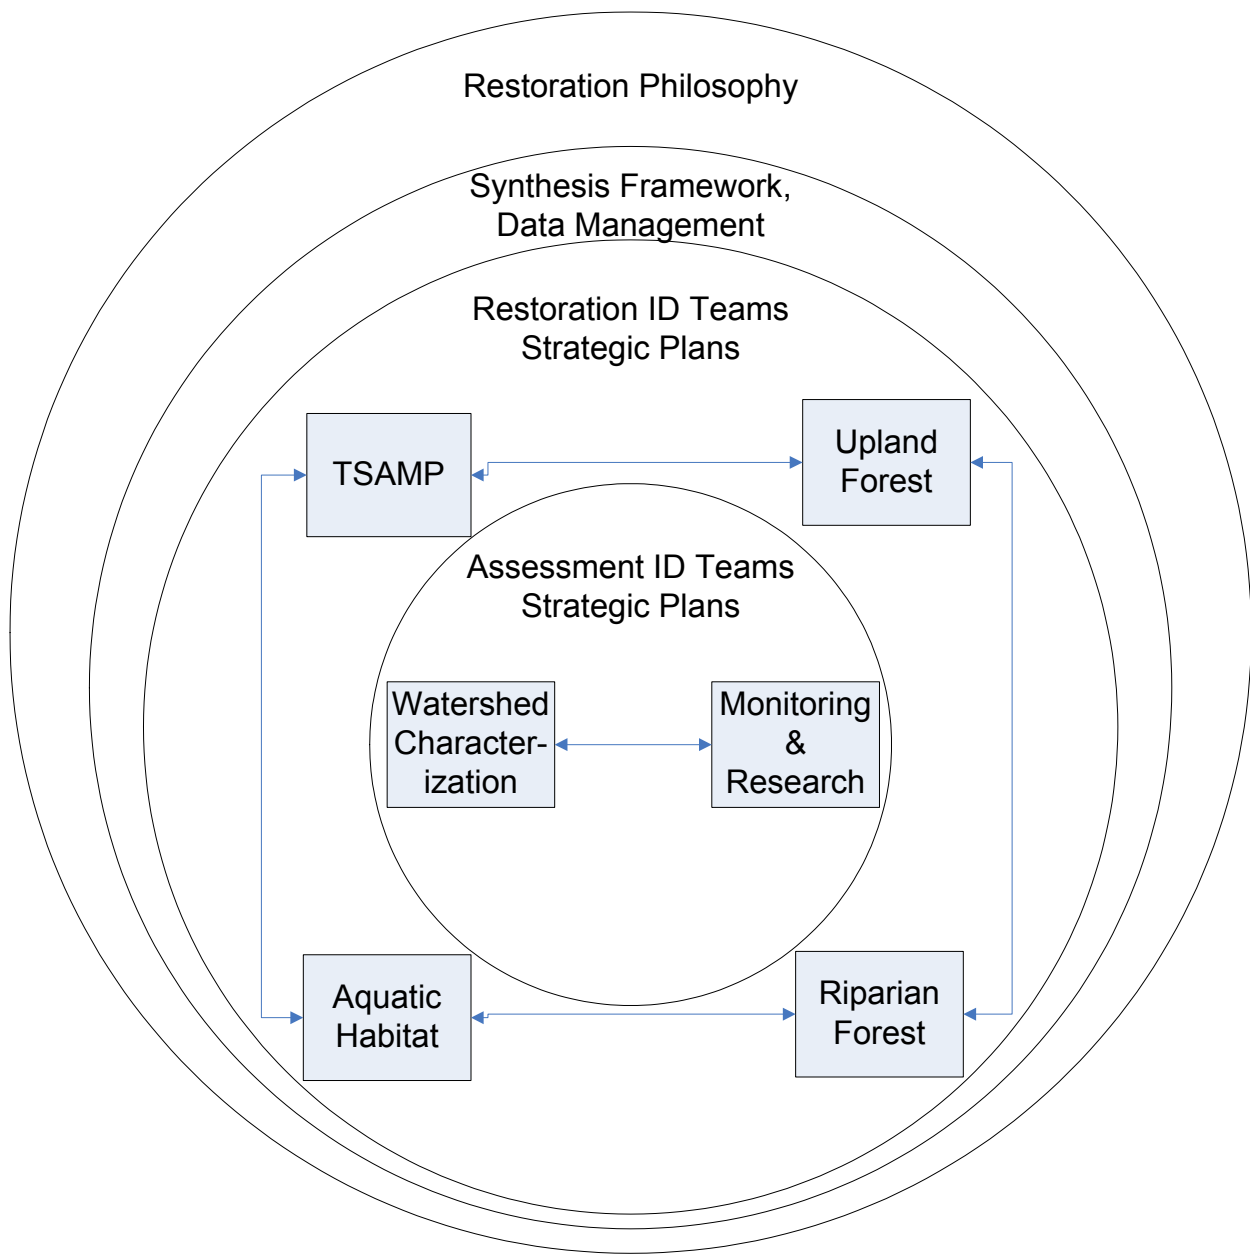 Restoration Philosophy
Synthesis Framework,
Data Management
Restoration ID Teams
Strategic Plans
TSAMP
Upland
Forest
Assessment ID Teams
Strategic Plans
Watershed
Character-
ization
Monitoring
&
Research
Aquatic
Habitat
Riparian
Forest